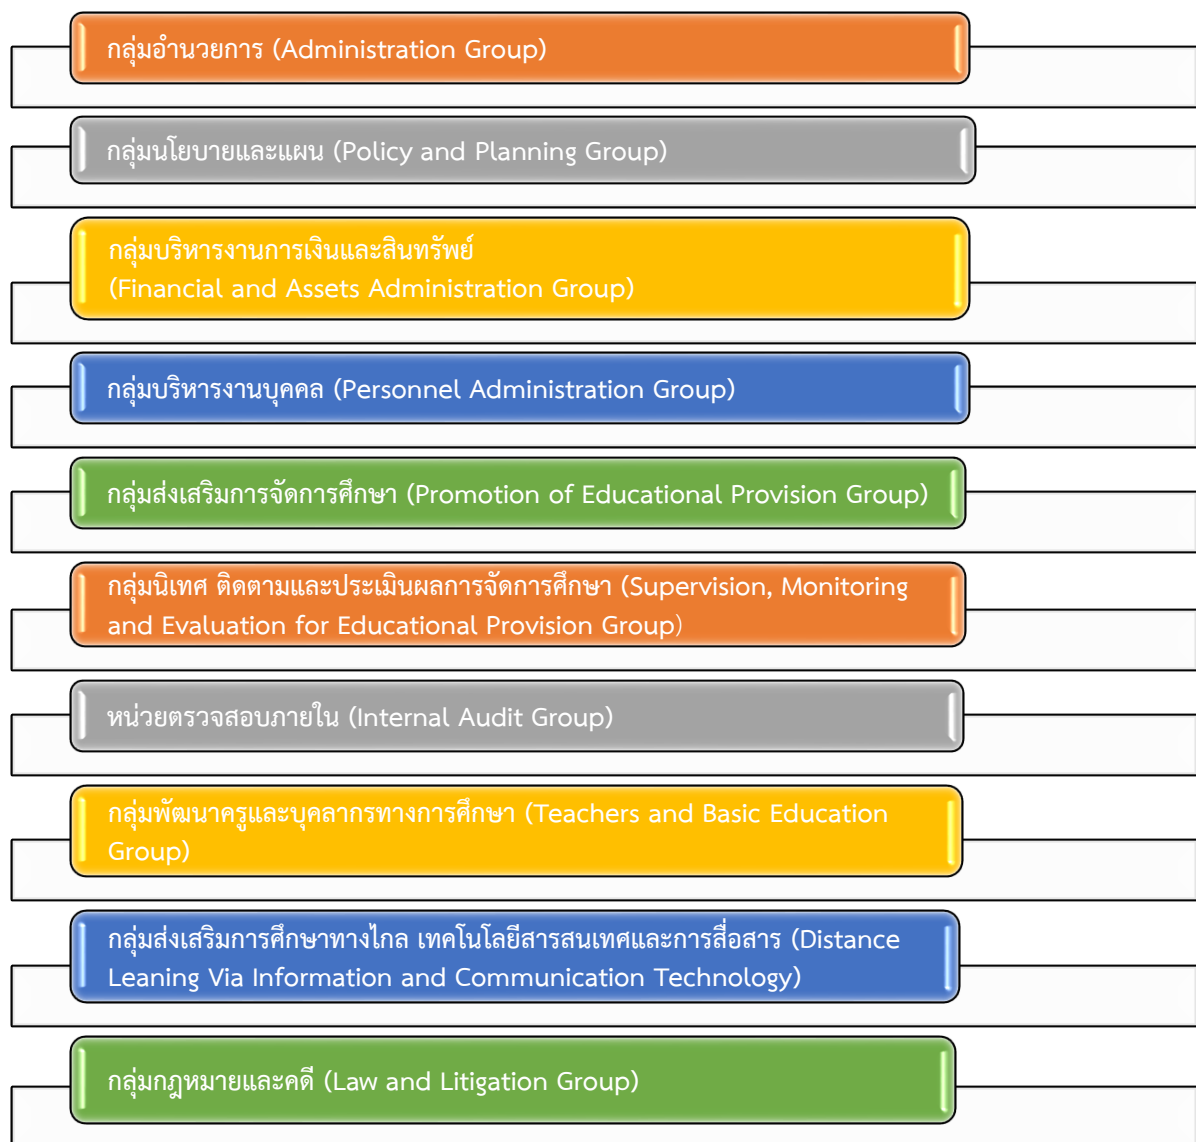 กลุ่มอำนวยการ (Administration Group)
กลุ่มนโยบายและแผน (Policy and Planning Group)
กลุ่มบริหารงานการเงินและสินทรัพย์
(Financial and Assets Administration Group)
กลุ่มบริหารงานบุคคล (Personnel Administration Group)
กลุ่มส่งเสริมการจัดการศึกษา (Promotion of Educational Provision Group)
กลุ่มนิเทศ ติดตามและประเมินผลการจัดการศึกษา (Supervision, Monitoring
and Evaluation for Educational Provision Group)
หน่วยตรวจสอบภายใน (Internal Audit Group)
กลุ่มพัฒนาครูและบุคลากรทางการศึกษา (Teachers and Basic Education
Group)
กลุ่มส่งเสริมการศึกษาทางไกล เทคโนโลยีสารสนเทศและการสื่อสาร (Distance
Leaning Via Information and Communication Technology)
กลุ่มกฎหมายและคดี (Law and Litigation Group)